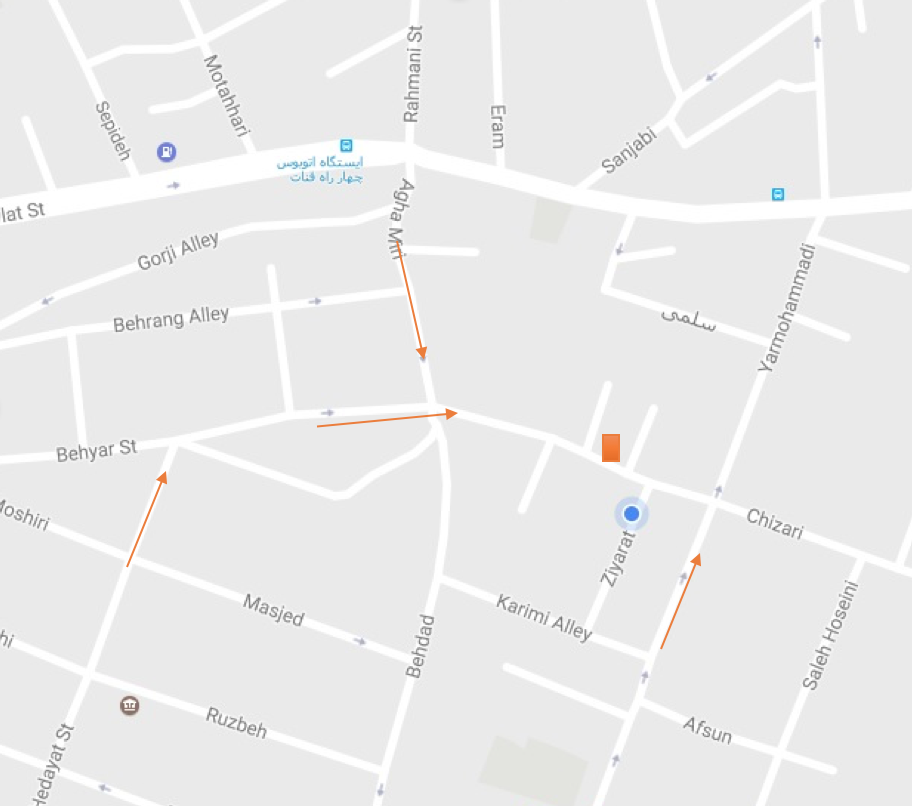 Sepideh
Motahhari
Rahmani St
Eram
Sanjabi
ایستگاه اتوبوس
چهار راه قنات
lat St
Agha Miri
Gorji Alley
Behrang Alley
سلمی
Yarmohammadi
Behyar St
Moshiri
Chizari
Ziyarat
Masjed
Karimi Alley
Behdad
Saleh Hoseini
hi
Ruzbeh
Afsun
Hedayat St